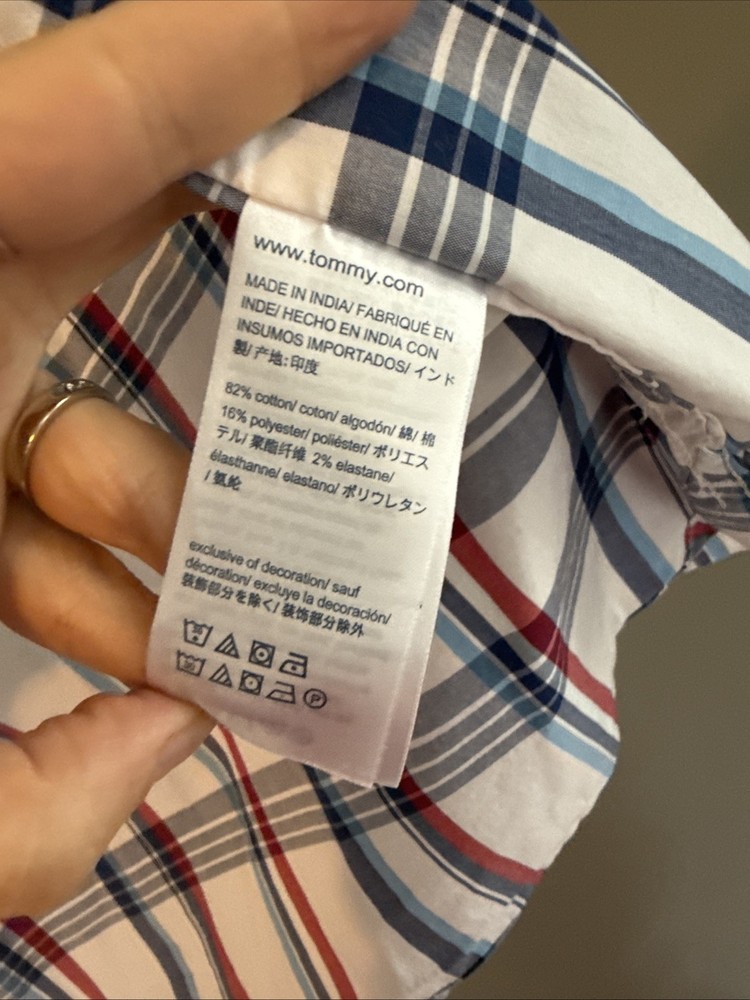 www.tommy.com
MADE IN INDIA/ FABRIQUÉ EN
INDE/ HECHO EN INDIA CON
INSUMOS IMPORTADOS/ インド
製/ 产地:印度
82% cotton/ coton/ algodón/ 綿/ 棉
16% polyester/ poliéster/ ポリエス
テル/ 聚酯纤维 2% elastane/
élasthanne/ elastano/ ポリウレタン
/ 氨纶
exclusive of decoration/ sauf
décoration/ excluye la decoración/
装飾部分を除く/ 装饰部分除外
30
30 P